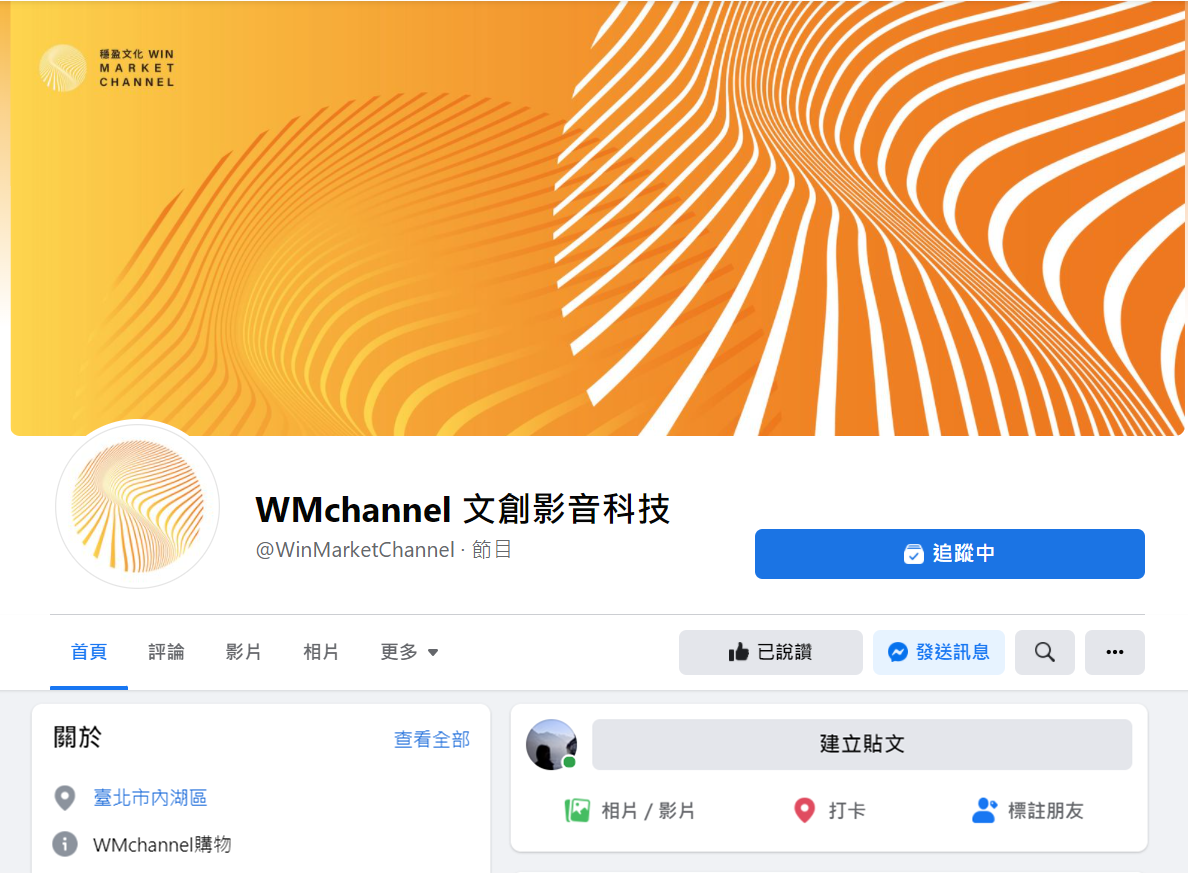 穩盈文化 WIN
MARKET
CHANNEL
WMchannel 文創影音科技
@WinMarketChannel · 節目
追蹤中
首頁 評論 影片 相片 更多
已說讚 發送訊息
關於 查看全部
臺北市內湖區
WMchannel購物
建立貼文
相片 / 影片 打卡 標註朋友